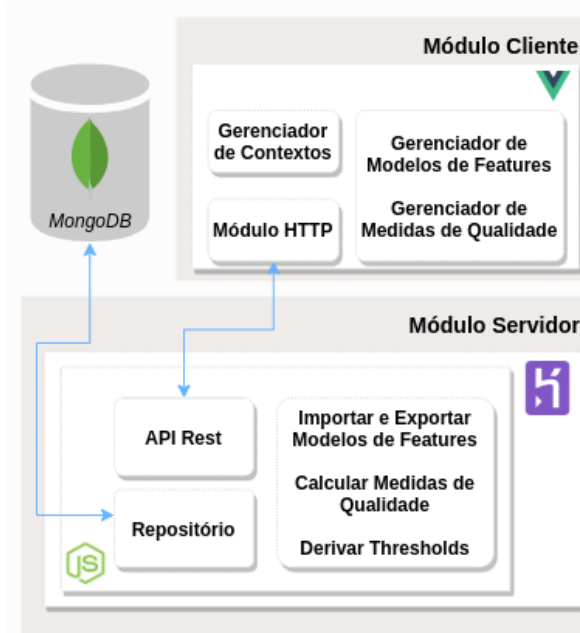 Módulo Cliente
Gerenciador
de Contextos
Gerenciador de
Modelos de Features
Gerenciador de
Medidas de Qualidade
Módulo HTTP
MongoDB
Módulo Servidor
API Rest
Importar e Exportar
Modelos de Features
Calcular Medidas de
Qualidade
Derivar Thresholds
Repositório
JS